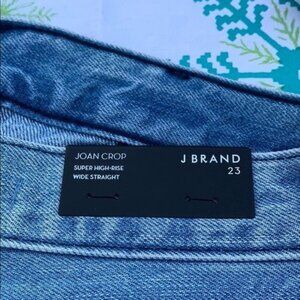 JOAN CROP
SUPER HIGH-RISE
WIDE STRAIGHT
J BRAND
23